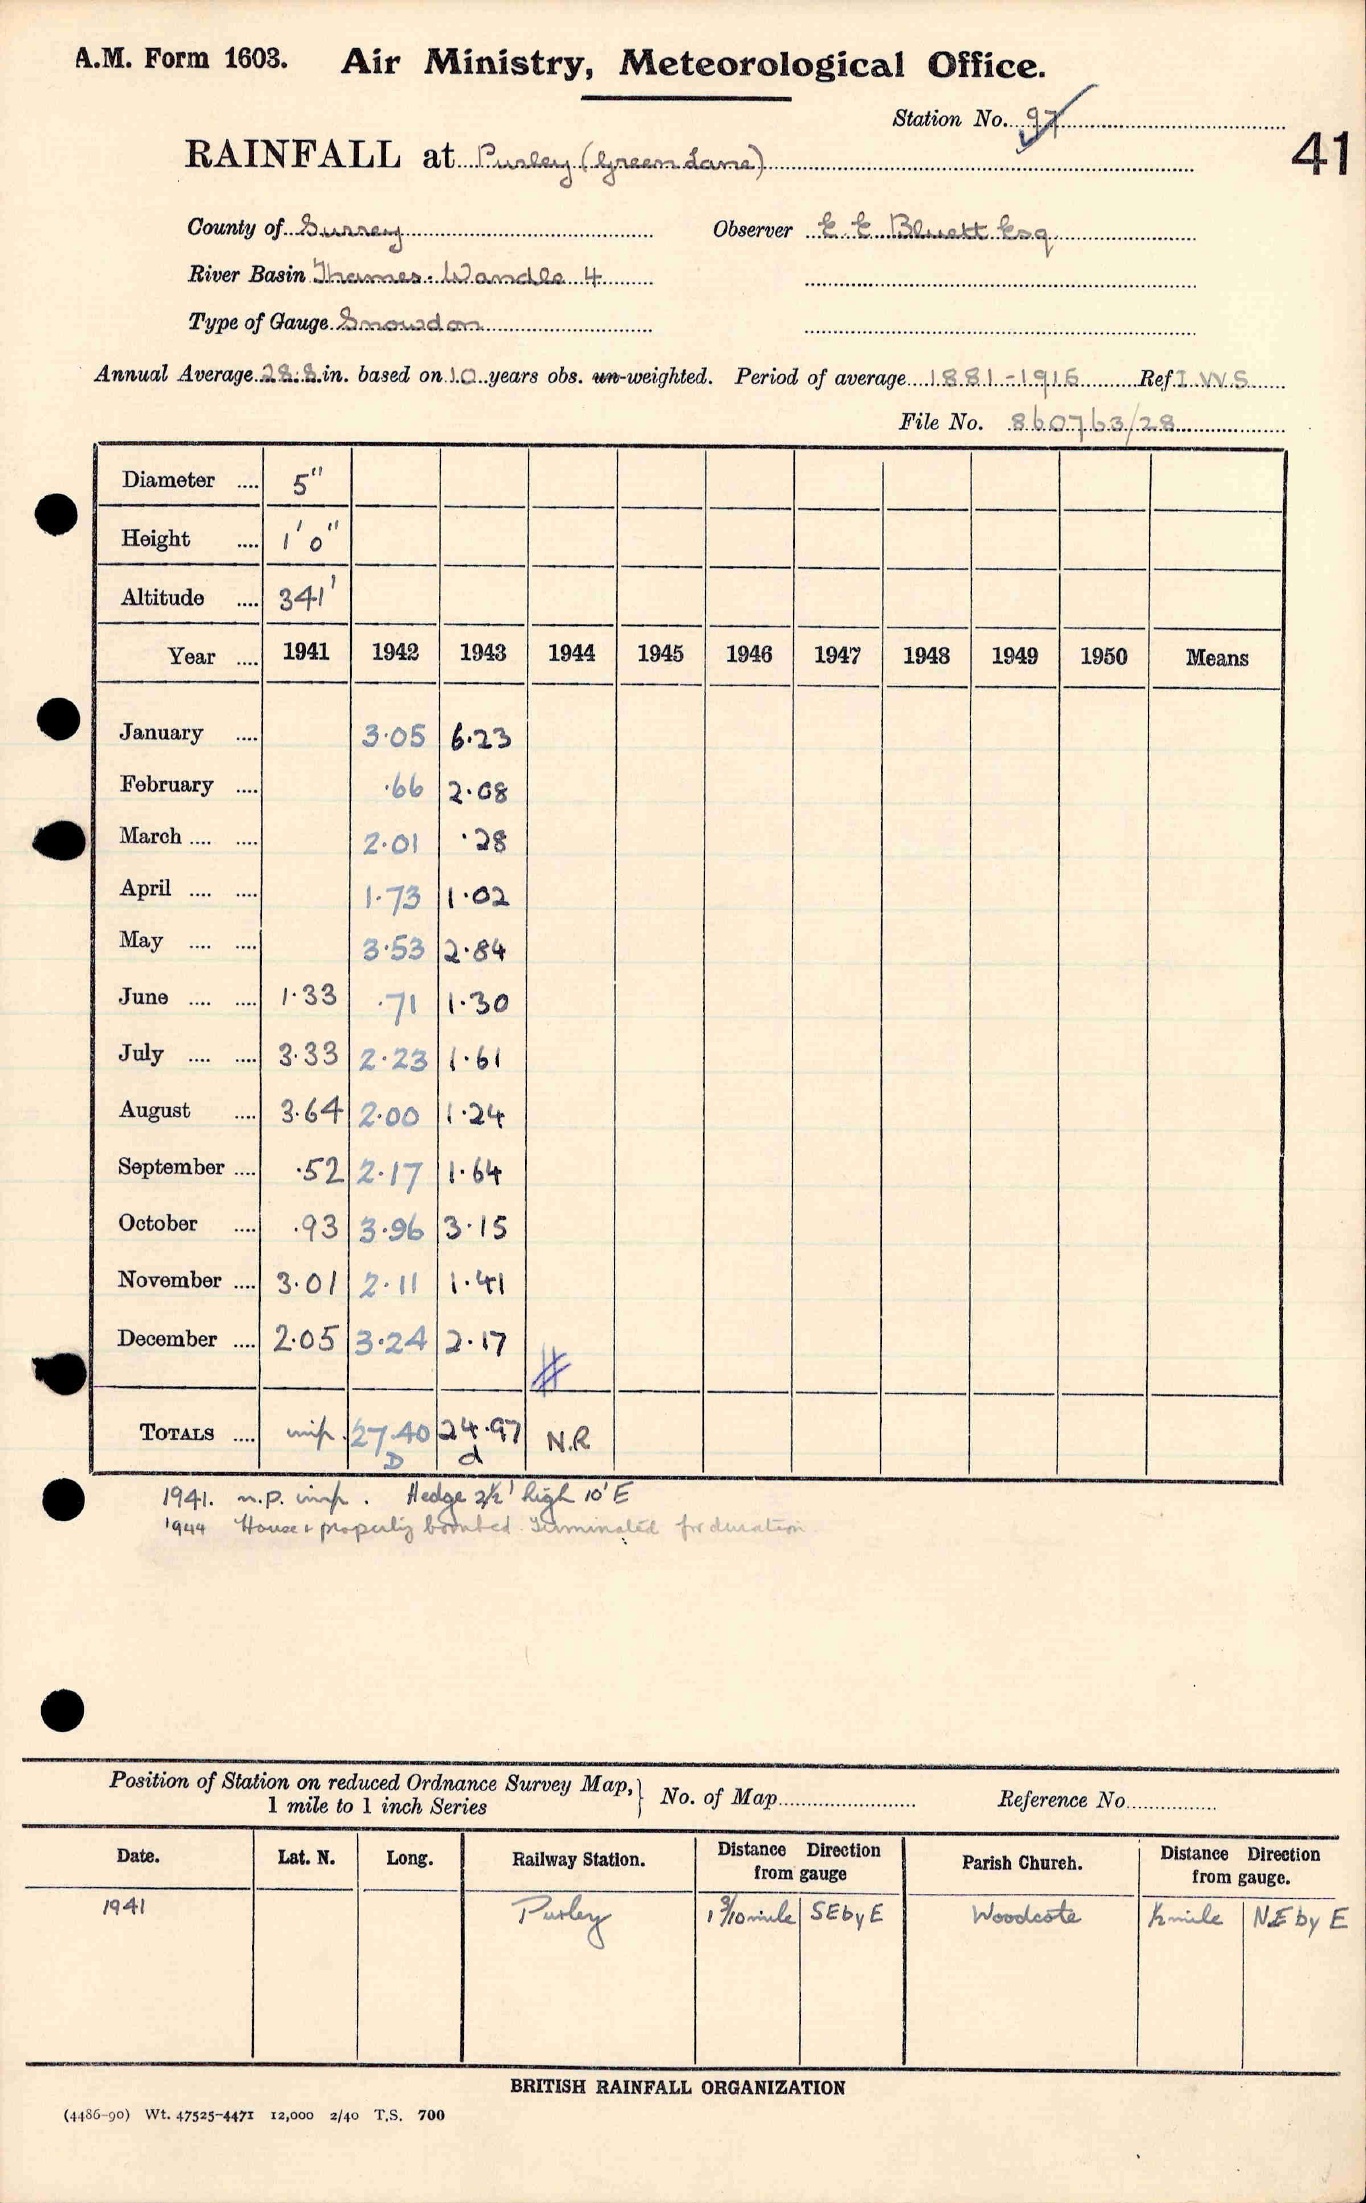 A.M. Form 1603. Air Ministry, Meteorological Office.
Station No. 97
41
RAINFALL at Purley (Green Lane)
County of Surrey Observer E E Bluett Esq
River Basin Thames. Wandle 4
Type of Gauge Snowdon
Annual Average 28.8 in. based on 10 years obs. un-weighted. Period of average 1881-1915 Ref I W S
File No. 860763/28
Diameter .... 5"
Height .... 1' 0"
Altitude .... 341'
Year .... 1941 1942 1943 1944 1945 1946 1947 1948 1949 1950 Means
January .... 3.05 6.23
February .... .66 2.08
March .... .... 2.01 .28
April .... .... 1.73 1.02
May .... .... 3.53 2.84
June .... .... 1.33 .71 1.30
July .... .... 3.33 2.23 1.61
August .... 3.64 2.00 1.24
September .... .52 2.17 1.64
October .... .93 3.96 3.15
November .... 3.01 2.11 1.41
December .... 2.05 3.24 2.17
TOTALS .... imp. 27.40 24.97 N.R
D d
1941. n.p. imp. Hedge 2½' high 10' E
1944 House & property bombed. Terminated for duration
Position of Station on reduced Ordnance Survey Map, } No. of Map Reference No.
1 mile to 1 inch Series
Date. Lat. N. Long. Railway Station. Distance Direction from gauge Parish Church. Distance Direction from gauge.
1941 Purley 1 3/10 mile SE by E Woodcote ½ mile NE by E
BRITISH RAINFALL ORGANIZATION
(4486-90) Wt. 47525-4471 12,000 2/40 T.S. 700